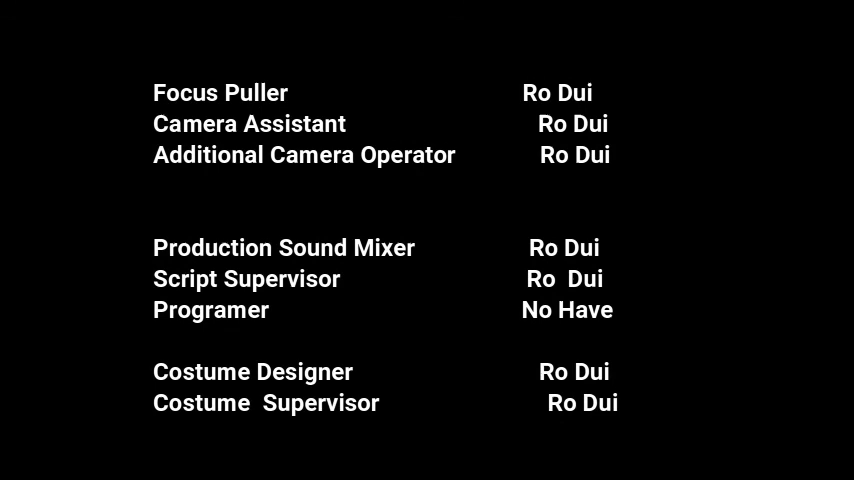 Focus Puller Ro Dui
Camera Assistant Ro Dui
Additional Camera Operator Ro Dui
Production Sound Mixer Ro Dui
Script Supervisor Ro Dui
Programer No Have
Costume Designer Ro Dui
Costume Supervisor Ro Dui